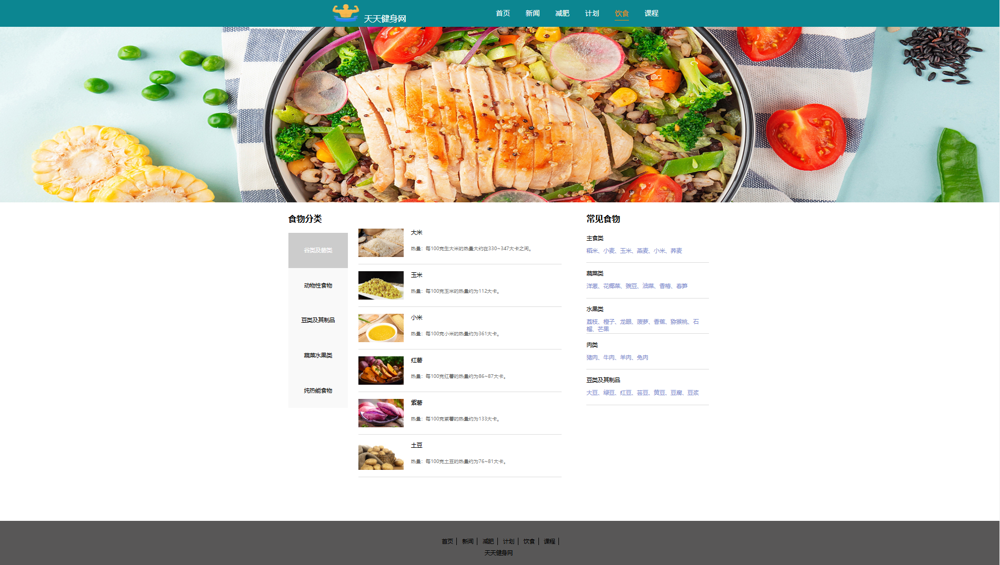 天天健身网
首页 新闻 减肥 计划 饮食 课程
食物分类
谷类及薯类
动物性食物
豆类及其制品
蔬菜水果类
纯热能食物
大米
热量：每100克生大米的热量大约在330~347大卡之间。
玉米
热量：每100克玉米的热量约为112大卡。
小米
热量：每100克小米的热量约为361大卡。
红薯
热量：每100克红薯的热量约为86~87大卡。
紫薯
热量：每100克紫薯的热量约为133大卡。
土豆
热量：每100克土豆的热量约为76~81大卡。
常见食物
主食类
稻米、小麦、玉米、燕麦、小米、荞麦
蔬菜类
洋葱、花椰菜、豌豆、油菜、香椿、春笋
水果类
荔枝、橙子、龙眼、菠萝、香蕉、猕猴桃、石
榴、芒果
肉类
猪肉、牛肉、羊肉、兔肉
豆类及其制品
大豆、绿豆、红豆、芸豆、黄豆、豆腐、豆浆
首页 新闻 减肥 计划 饮食 课程
天天健身网